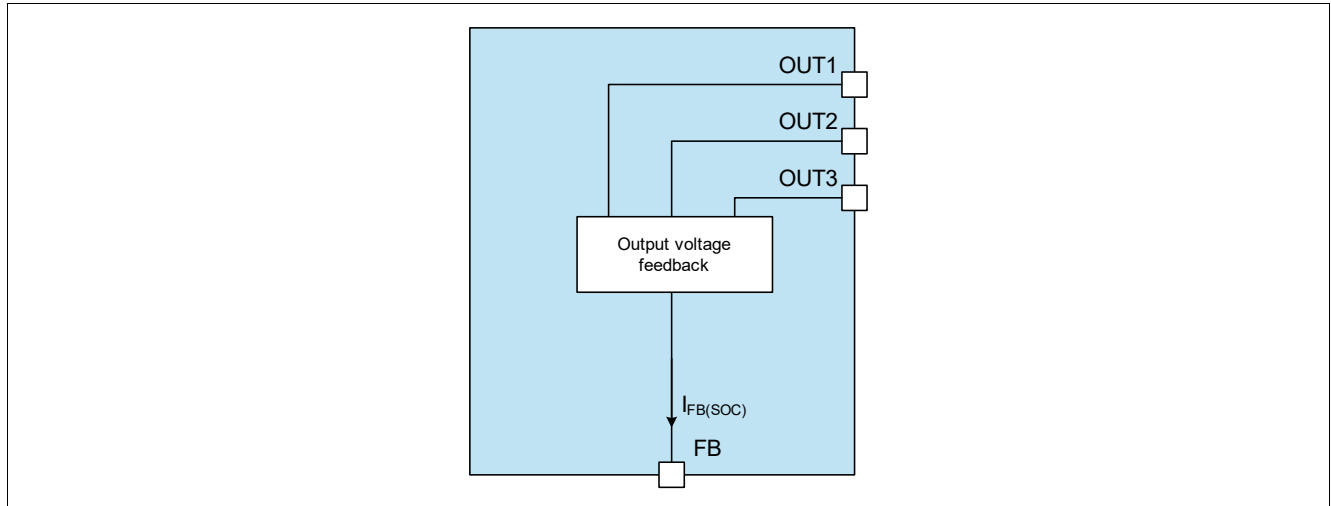 OUT1
OUT2
OUT3
Output voltage
feedback
IFB(SOC)
FB